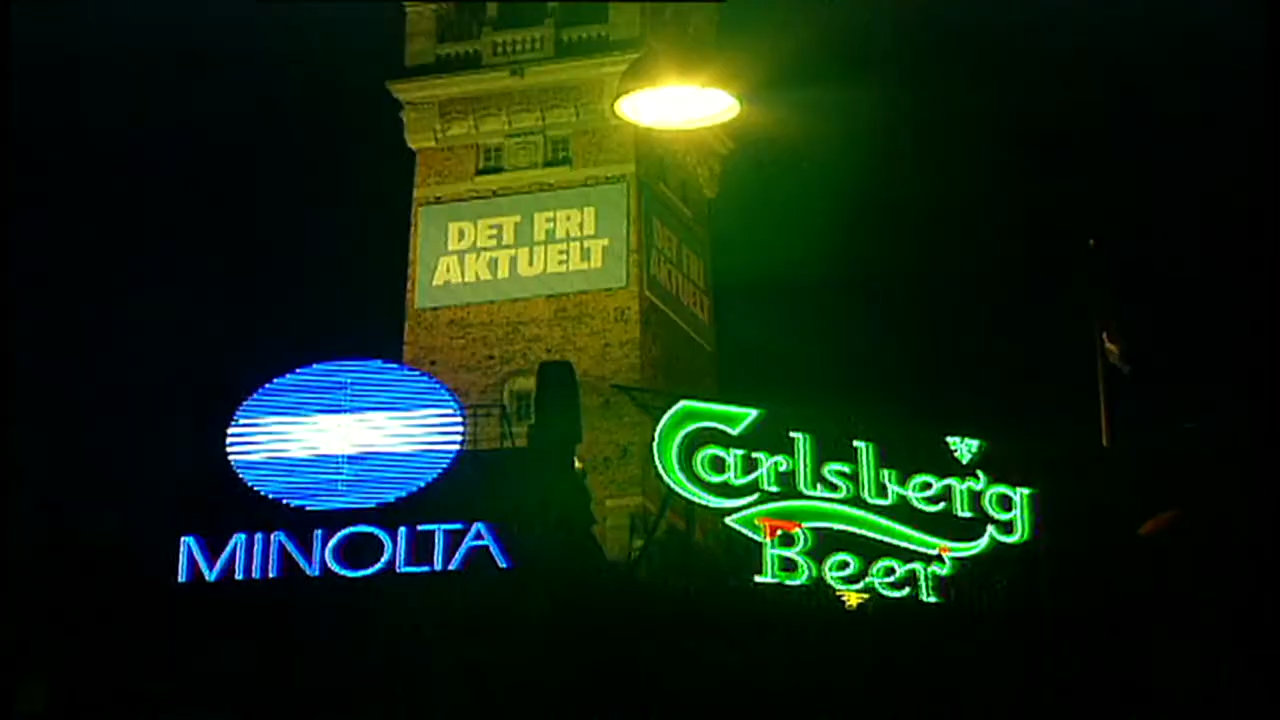 DET FRI
AKTUELT
DET FRI
AKTUELT
MINOLTA
Carlsberg
Beer